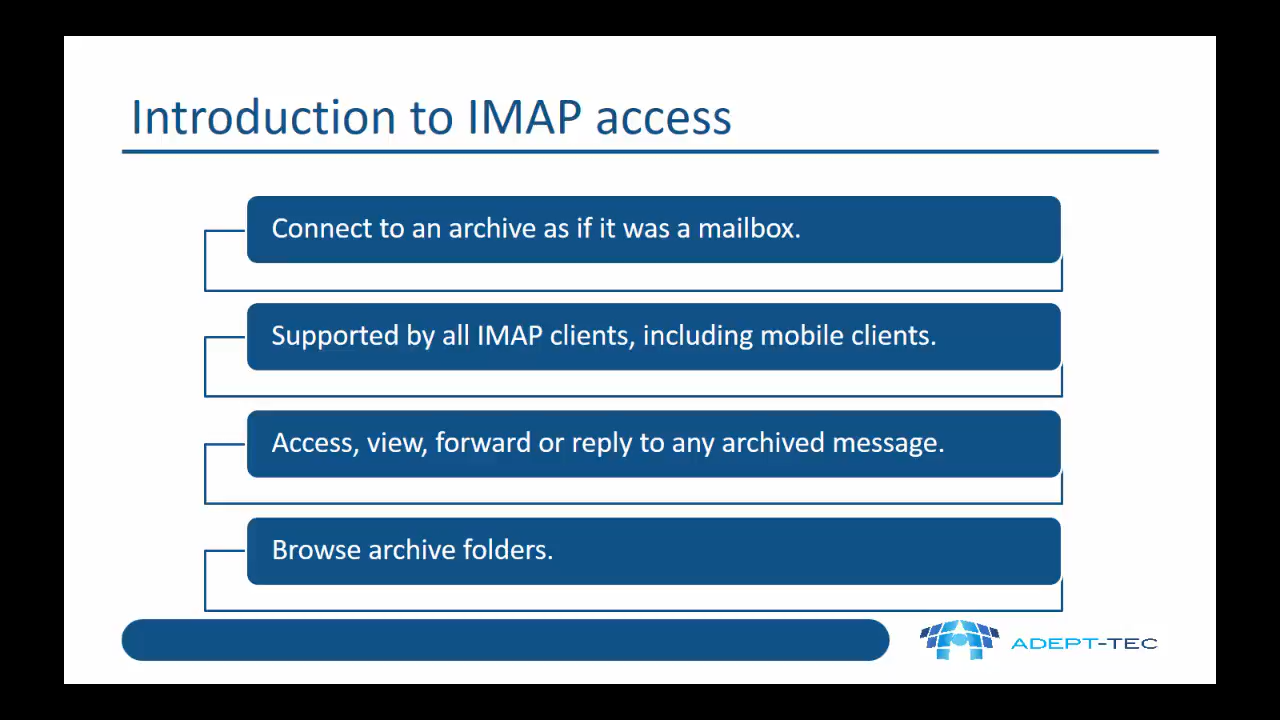 Introduction to IMAP access
Connect to an archive as if it was a mailbox.
Supported by all IMAP clients, including mobile clients.
Access, view, forward or reply to any archived message.
Browse archive folders.
ADEPT-TEC